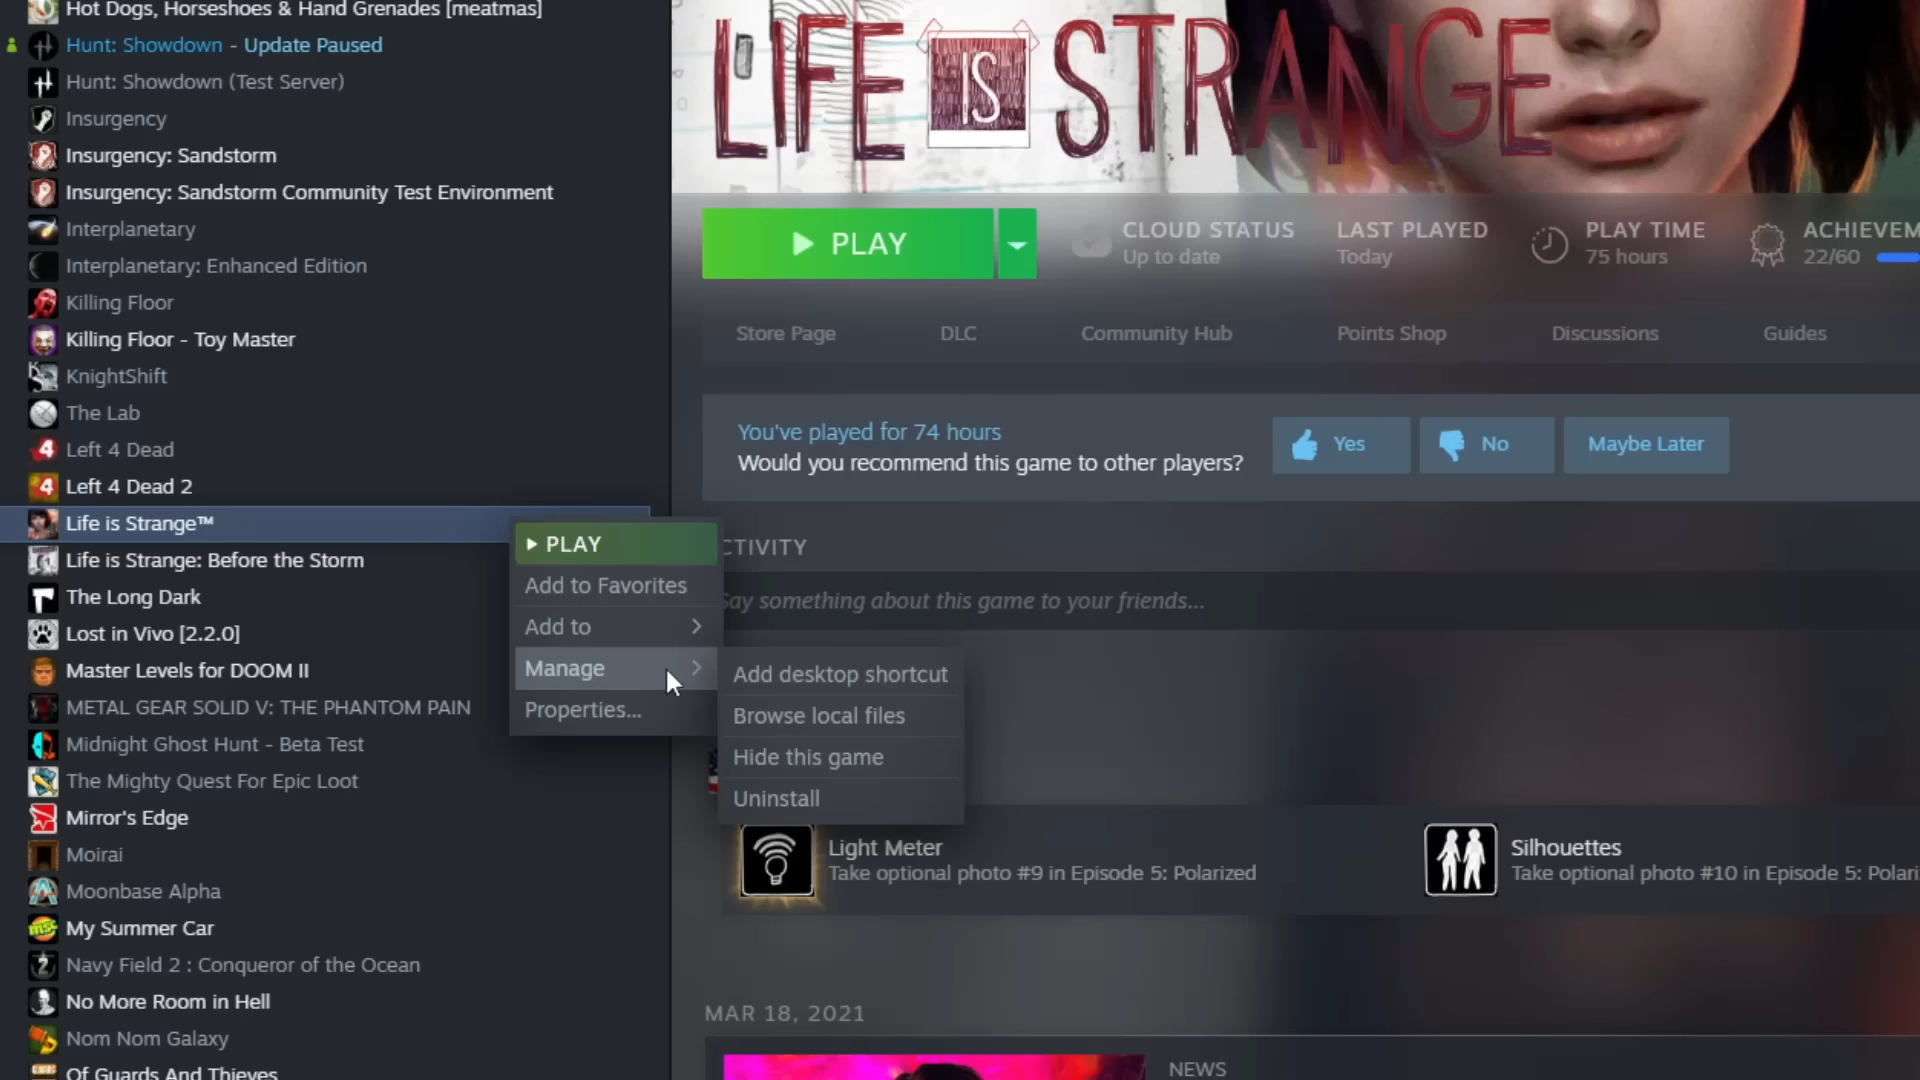 Hot Dogs, Horseshoes & Hand Grenades [meatmas]
Hunt: Showdown - Update Paused
Hunt: Showdown (Test Server)
Insurgency
Insurgency: Sandstorm
Insurgency: Sandstorm Community Test Environment
Interplanetary
Interplanetary: Enhanced Edition
Killing Floor
Killing Floor - Toy Master
KnightShift
The Lab
Left 4 Dead
Left 4 Dead 2
Life is Strange™
Life is Strange: Before the Storm
The Long Dark
Lost in Vivo [2.2.0]
Master Levels for DOOM II
METAL GEAR SOLID V: THE PHANTOM PAIN
Midnight Ghost Hunt - Beta Test
The Mighty Quest For Epic Loot
Mirror's Edge
Moirai
Moonbase Alpha
My Summer Car
Navy Field 2 : Conqueror of the Ocean
No More Room in Hell
Nom Nom Galaxy
Of Guards And Thieves
PLAY
Add to Favorites
Add to
Manage
Properties...
Add desktop shortcut
Browse local files
Hide this game
Uninstall
LIFE IS STRANGE
PLAY
CLOUD STATUS
Up to date
LAST PLAYED
Today
PLAY TIME
75 hours
ACHIEVEM
22/60
Store Page
DLC
Community Hub
Points Shop
Discussions
Guides
You've played for 74 hours
Would you recommend this game to other players?
Yes
No
Maybe Later
CTIVITY
Say something about this game to your friends...
Light Meter
Take optional photo #9 in Episode 5: Polarized
Silhouettes
Take optional photo #10 in Episode 5: Polari
MAR 18, 2021
NEWS